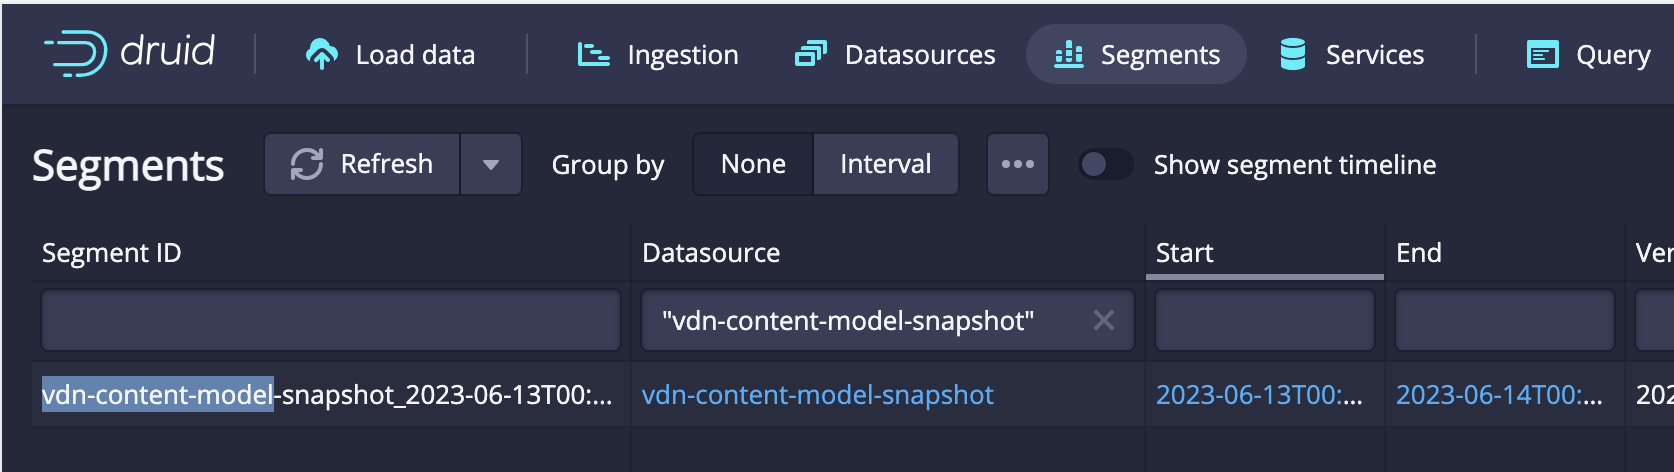 druid Load data Ingestion Datasources Segments Services Query
Segments Refresh Group by None Interval ••• Show segment timeline
Segment ID Datasource Start End Ver
"vdn-content-model-snapshot"
vdn-content-model-snapshot_2023-06-13T00:... vdn-content-model-snapshot 2023-06-13T00:... 2023-06-14T00:... 202